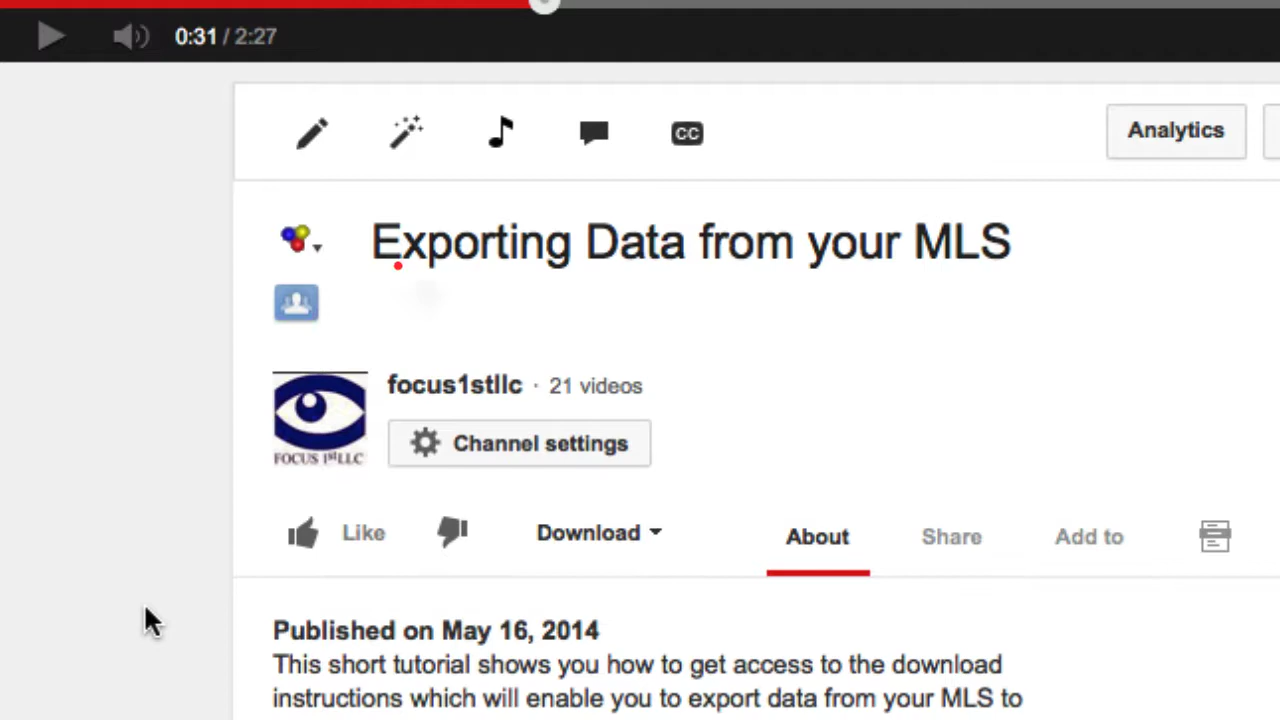 0:31 / 2:27
CC
Analytics
Exporting Data from your MLS
focus1stllc · 21 videos
FOCUS 1st LLC
Channel settings
Like
Download
About
Share
Add to
Published on May 16, 2014
This short tutorial shows you how to get access to the download
instructions which will enable you to export data from your MLS to